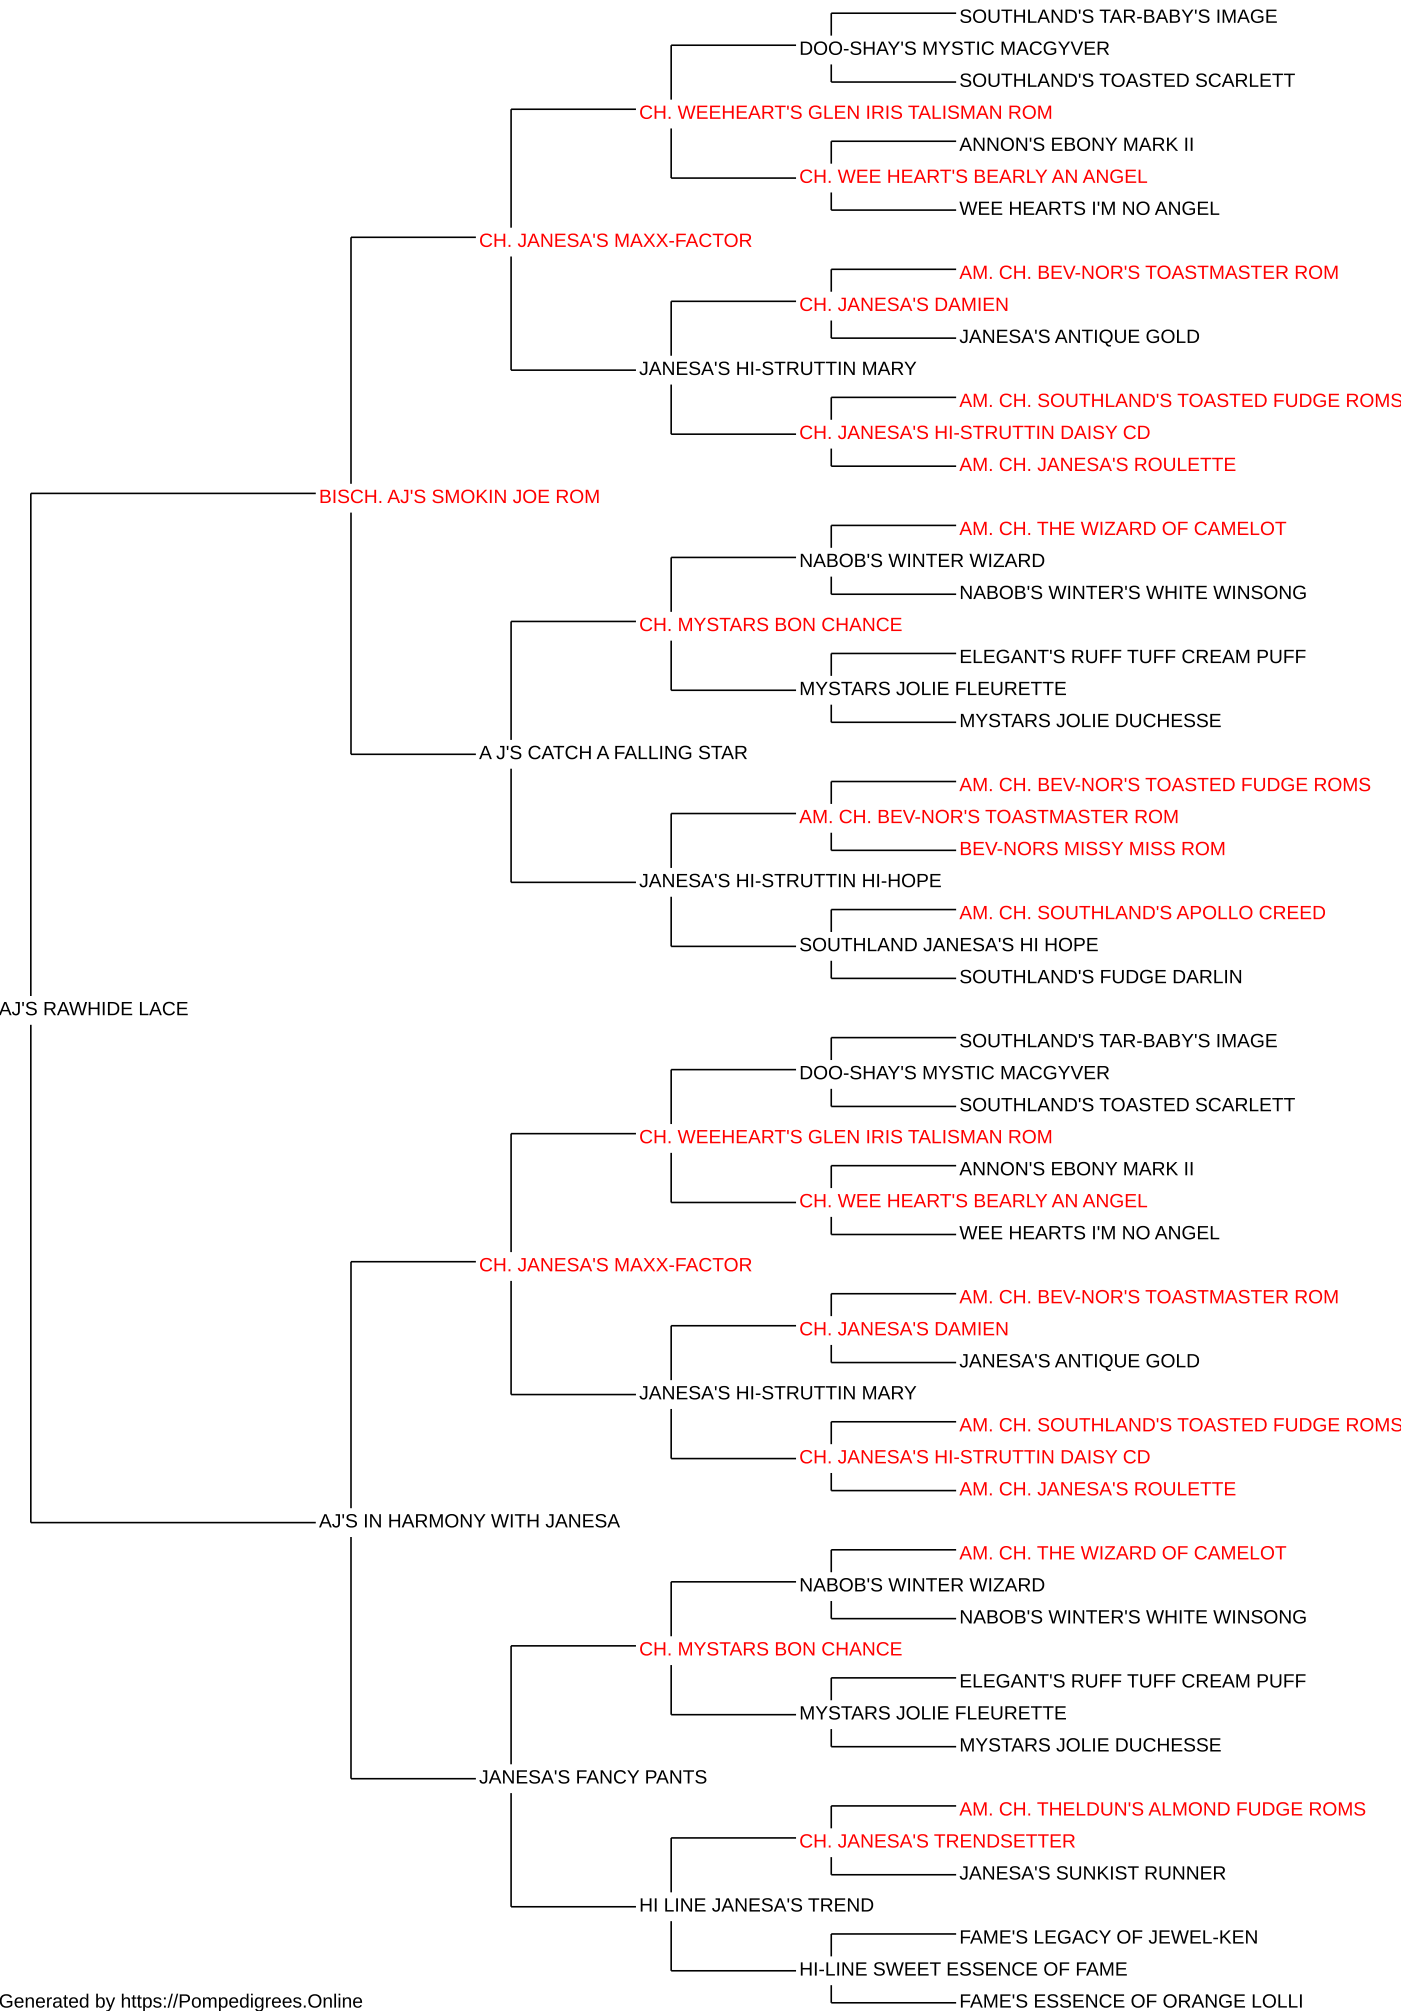 SOUTHLAND'S TAR-BABY'S IMAGE
DOO-SHAY'S MYSTIC MACGYVER
SOUTHLAND'S TOASTED SCARLETT
CH. WEEHEART'S GLEN IRIS TALISMAN ROM
ANNON'S EBONY MARK II
CH. WEE HEART'S BEARLY AN ANGEL
WEE HEARTS I'M NO ANGEL
CH. JANESA'S MAXX-FACTOR
AM. CH. BEV-NOR'S TOASTMASTER ROM
CH. JANESA'S DAMIEN
JANESA'S ANTIQUE GOLD
JANESA'S HI-STRUTTIN MARY
AM. CH. SOUTHLAND'S TOASTED FUDGE ROMS
CH. JANESA'S HI-STRUTTIN DAISY CD
AM. CH. JANESA'S ROULETTE
BISCH. AJ'S SMOKIN JOE ROM
AM. CH. THE WIZARD OF CAMELOT
NABOB'S WINTER WIZARD
NABOB'S WINTER'S WHITE WINSONG
CH. MYSTARS BON CHANCE
ELEGANT'S RUFF TUFF CREAM PUFF
MYSTARS JOLIE FLEURETTE
MYSTARS JOLIE DUCHESSE
A J'S CATCH A FALLING STAR
AM. CH. BEV-NOR'S TOASTED FUDGE ROMS
AM. CH. BEV-NOR'S TOASTMASTER ROM
BEV-NORS MISSY MISS ROM
JANESA'S HI-STRUTTIN HI-HOPE
AM. CH. SOUTHLAND'S APOLLO CREED
SOUTHLAND JANESA'S HI HOPE
SOUTHLAND'S FUDGE DARLIN
AJ'S RAWHIDE LACE
SOUTHLAND'S TAR-BABY'S IMAGE
DOO-SHAY'S MYSTIC MACGYVER
SOUTHLAND'S TOASTED SCARLETT
CH. WEEHEART'S GLEN IRIS TALISMAN ROM
ANNON'S EBONY MARK II
CH. WEE HEART'S BEARLY AN ANGEL
WEE HEARTS I'M NO ANGEL
CH. JANESA'S MAXX-FACTOR
AM. CH. BEV-NOR'S TOASTMASTER ROM
CH. JANESA'S DAMIEN
JANESA'S ANTIQUE GOLD
JANESA'S HI-STRUTTIN MARY
AM. CH. SOUTHLAND'S TOASTED FUDGE ROMS
CH. JANESA'S HI-STRUTTIN DAISY CD
AM. CH. JANESA'S ROULETTE
AJ'S IN HARMONY WITH JANESA
AM. CH. THE WIZARD OF CAMELOT
NABOB'S WINTER WIZARD
NABOB'S WINTER'S WHITE WINSONG
CH. MYSTARS BON CHANCE
ELEGANT'S RUFF TUFF CREAM PUFF
MYSTARS JOLIE FLEURETTE
MYSTARS JOLIE DUCHESSE
JANESA'S FANCY PANTS
AM. CH. THELDUN'S ALMOND FUDGE ROMS
CH. JANESA'S TRENDSETTER
JANESA'S SUNKIST RUNNER
HI LINE JANESA'S TREND
FAME'S LEGACY OF JEWEL-KEN
HI-LINE SWEET ESSENCE OF FAME
FAME'S ESSENCE OF ORANGE LOLLI
Generated by https://Pompedigrees.Online